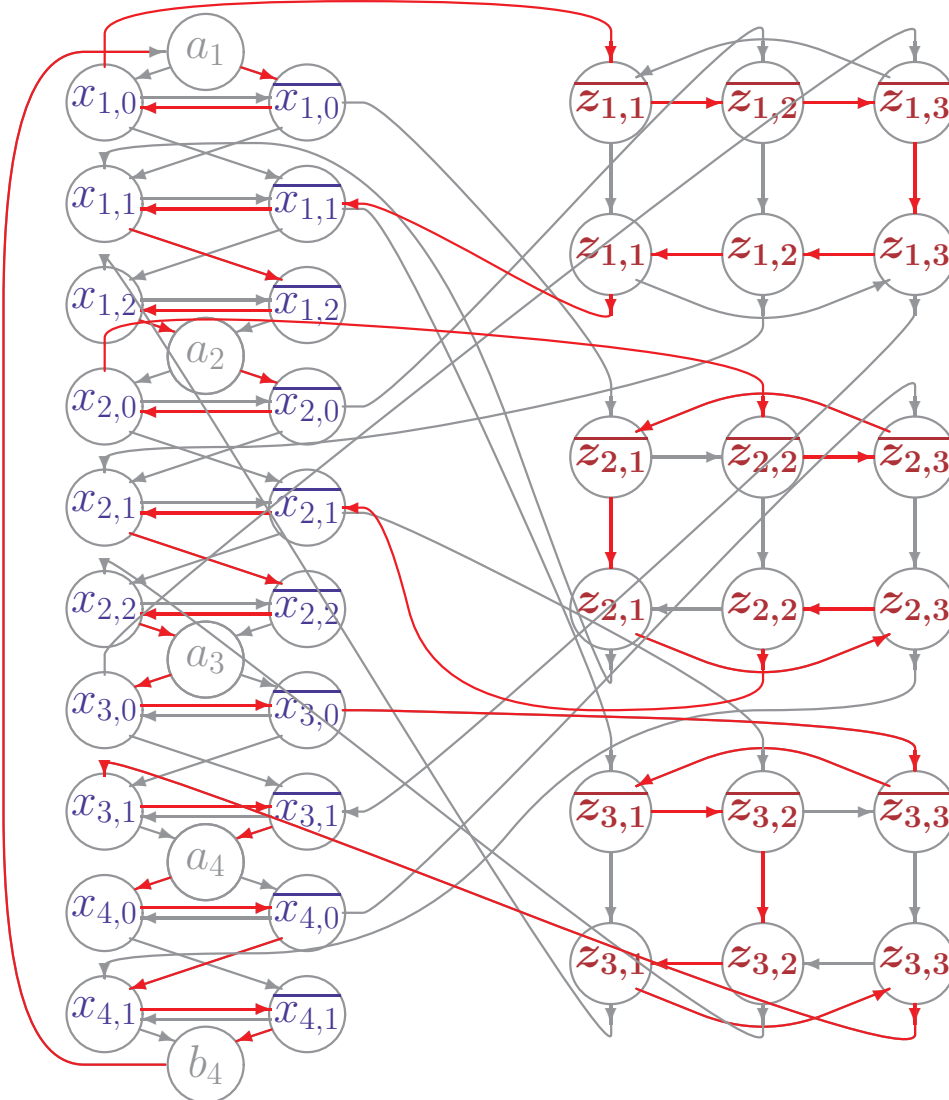 a₁
x₁,₀ x̅₁,₀ z̅₁,₁ z̅₁,₂ z̅₁,₃
x₁,₁ x̅₁,₁
z₁,₁ z₁,₂ z₁,₃
x₁,₂ x̅₁,₂
a₂
x₂,₀ x̅₂,₀
z̅₂,₁ z̅₂,₂ z̅₂,₃
x₂,₁ x̅₂,₁
x₂,₂ x̅₂,₂ z₂,₁ z₂,₂ z₂,₃
a₃
x₃,₀ x̅₃,₀
x₃,₁ x̅₃,₁ z̅₃,₁ z̅₃,₂ z̅₃,₃
a₄
x₄,₀ x̅₄,₀
z₃,₁ z₃,₂ z₃,₃
x₄,₁ x̅₄,₁
b₄